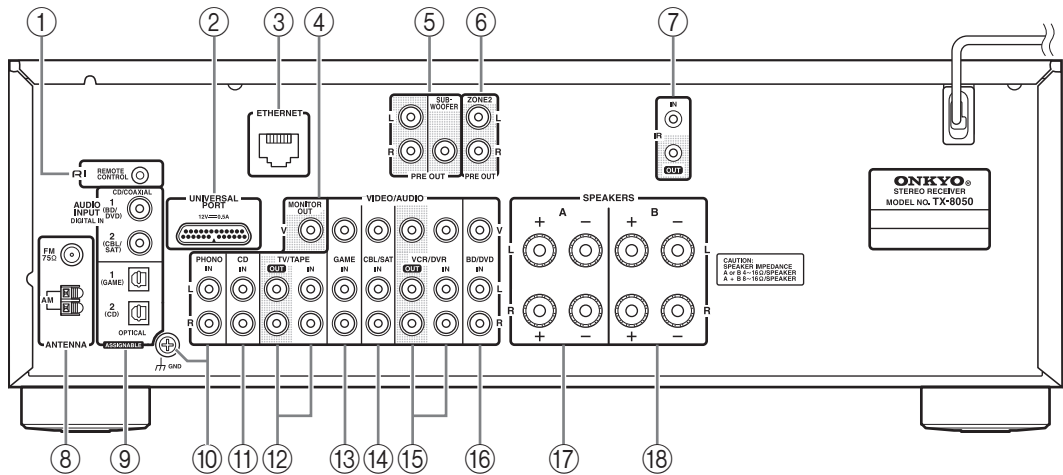 ① ② ③ ④ ⑤ ⑥ ⑦
ETHERNET
L
R
SUB-
WOOFER
PRE OUT
ZONE2
L
R
PRE OUT
IN
IR
OUT
RI REMOTE
CONTROL
CD/COAXIAL
AUDIO
INPUT
DIGITAL IN
1
(BD/
DVD)
2
(CBL/
SAT)
1
(GAME)
2
(CD)
OPTICAL
ASSIGNABLE
FM
75Ω
AM
ANTENNA
GND
UNIVERSAL
PORT
12V⎓0.5A
MONITOR
OUT
V
VIDEO/AUDIO
V
PHONO
IN
CD
IN
TV/TAPE
OUT IN
GAME
IN
CBL/SAT
IN
VCR/DVR
OUT IN
BD/DVD
IN
L L
R R
SPEAKERS
A B
+ − + −
L L
R R
+ − + −
CAUTION:
SPEAKER IMPEDANCE
A or B 4~16Ω/SPEAKER
A + B 8~16Ω/SPEAKER
ONKYO®
STEREO RECEIVER
MODEL NO. TX-8050
⑧ ⑨ ⑩ ⑪ ⑫ ⑬ ⑭ ⑮ ⑯ ⑰ ⑱